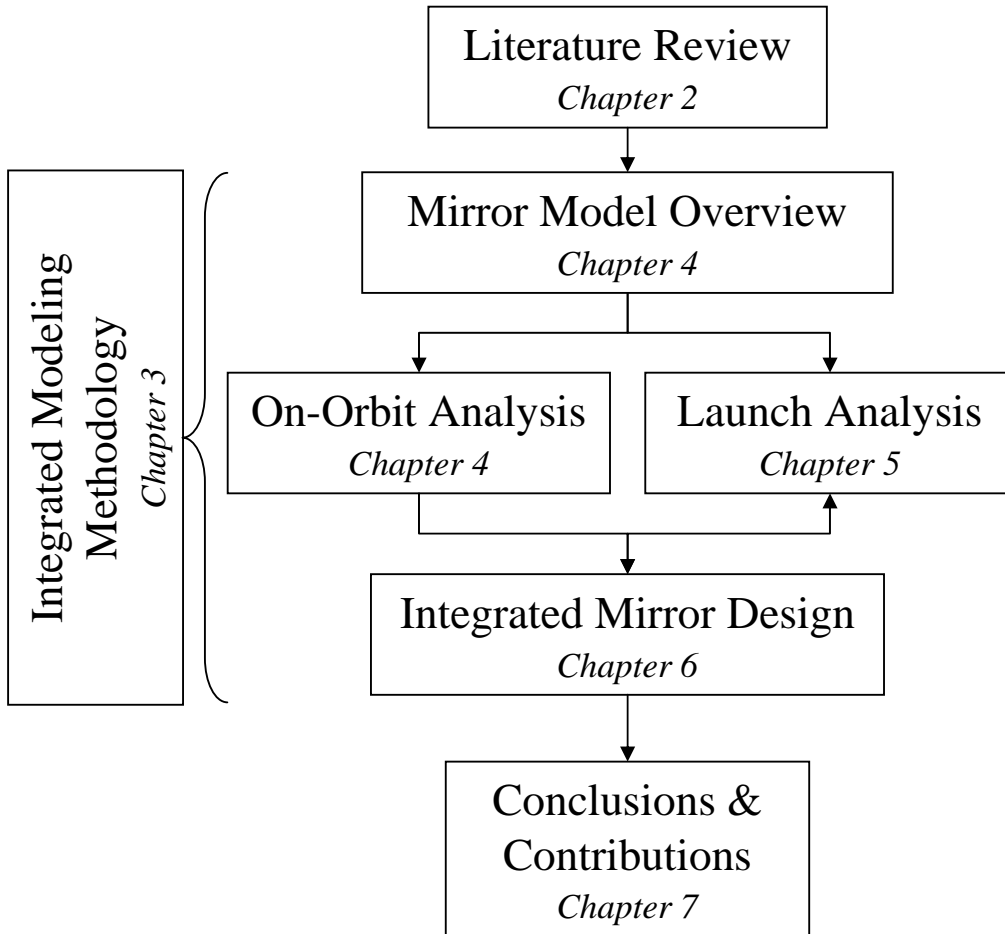 Literature Review
Chapter 2
Integrated Modeling
Methodology
Chapter 3
Mirror Model Overview
Chapter 4
On-Orbit Analysis
Chapter 4
Launch Analysis
Chapter 5
Integrated Mirror Design
Chapter 6
Conclusions &
Contributions
Chapter 7